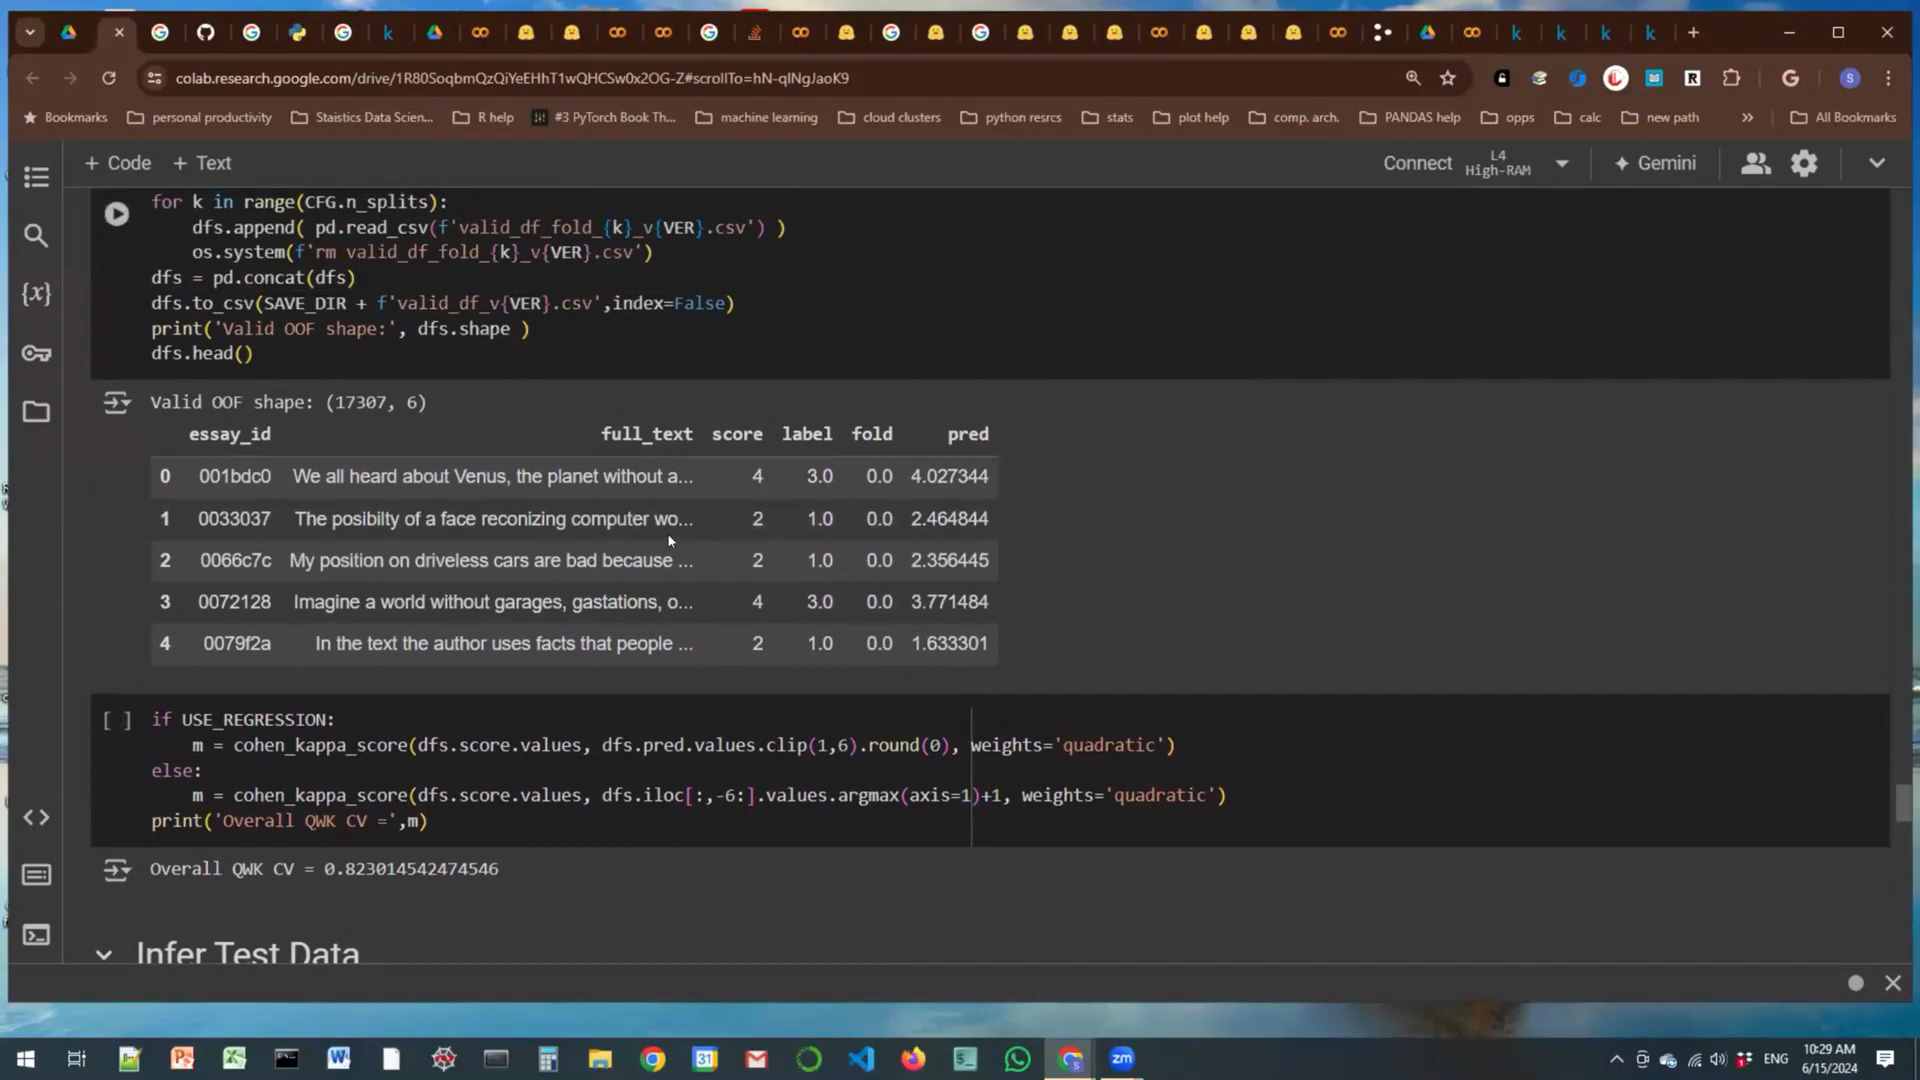 colab.research.google.com/drive/1R80SoqbmQzQiYeEHhT1wQHCSw0x2OG-Z#scrollTo=hN-qINgJaoK9
Bookmarks personal productivity Staistics Data Scien... R help #3 PyTorch Book Th... machine learning cloud clusters python resrcs stats plot help comp. arch. PANDAS help opps calc new path » All Bookmarks
+ Code + Text Connect L4 High-RAM Gemini
for k in range(CFG.n_splits):
dfs.append( pd.read_csv(f'valid_df_fold_{k}_v{VER}.csv') )
os.system(f'rm valid_df_fold_{k}_v{VER}.csv')
dfs = pd.concat(dfs)
dfs.to_csv(SAVE_DIR + f'valid_df_v{VER}.csv',index=False)
print('Valid OOF shape:', dfs.shape )
dfs.head()
Valid OOF shape: (17307, 6)
essay_id full_text score label fold pred
0 001bdc0 We all heard about Venus, the planet without a... 4 3.0 0.0 4.027344
1 0033037 The posibilty of a face reconizing computer wo... 2 1.0 0.0 2.464844
2 0066c7c My position on driveless cars are bad because ... 2 1.0 0.0 2.356445
3 0072128 Imagine a world without garages, gastations, o... 4 3.0 0.0 3.771484
4 0079f2a In the text the author uses facts that people ... 2 1.0 0.0 1.633301
[ ] if USE_REGRESSION:
m = cohen_kappa_score(dfs.score.values, dfs.pred.values.clip(1,6).round(0), weights='quadratic')
else:
m = cohen_kappa_score(dfs.score.values, dfs.iloc[:,-6:].values.argmax(axis=1)+1, weights='quadratic')
print('Overall QWK CV =',m)
Overall QWK CV = 0.823014542474546
Infer Test Data
ENG 10:29 AM
6/15/2024